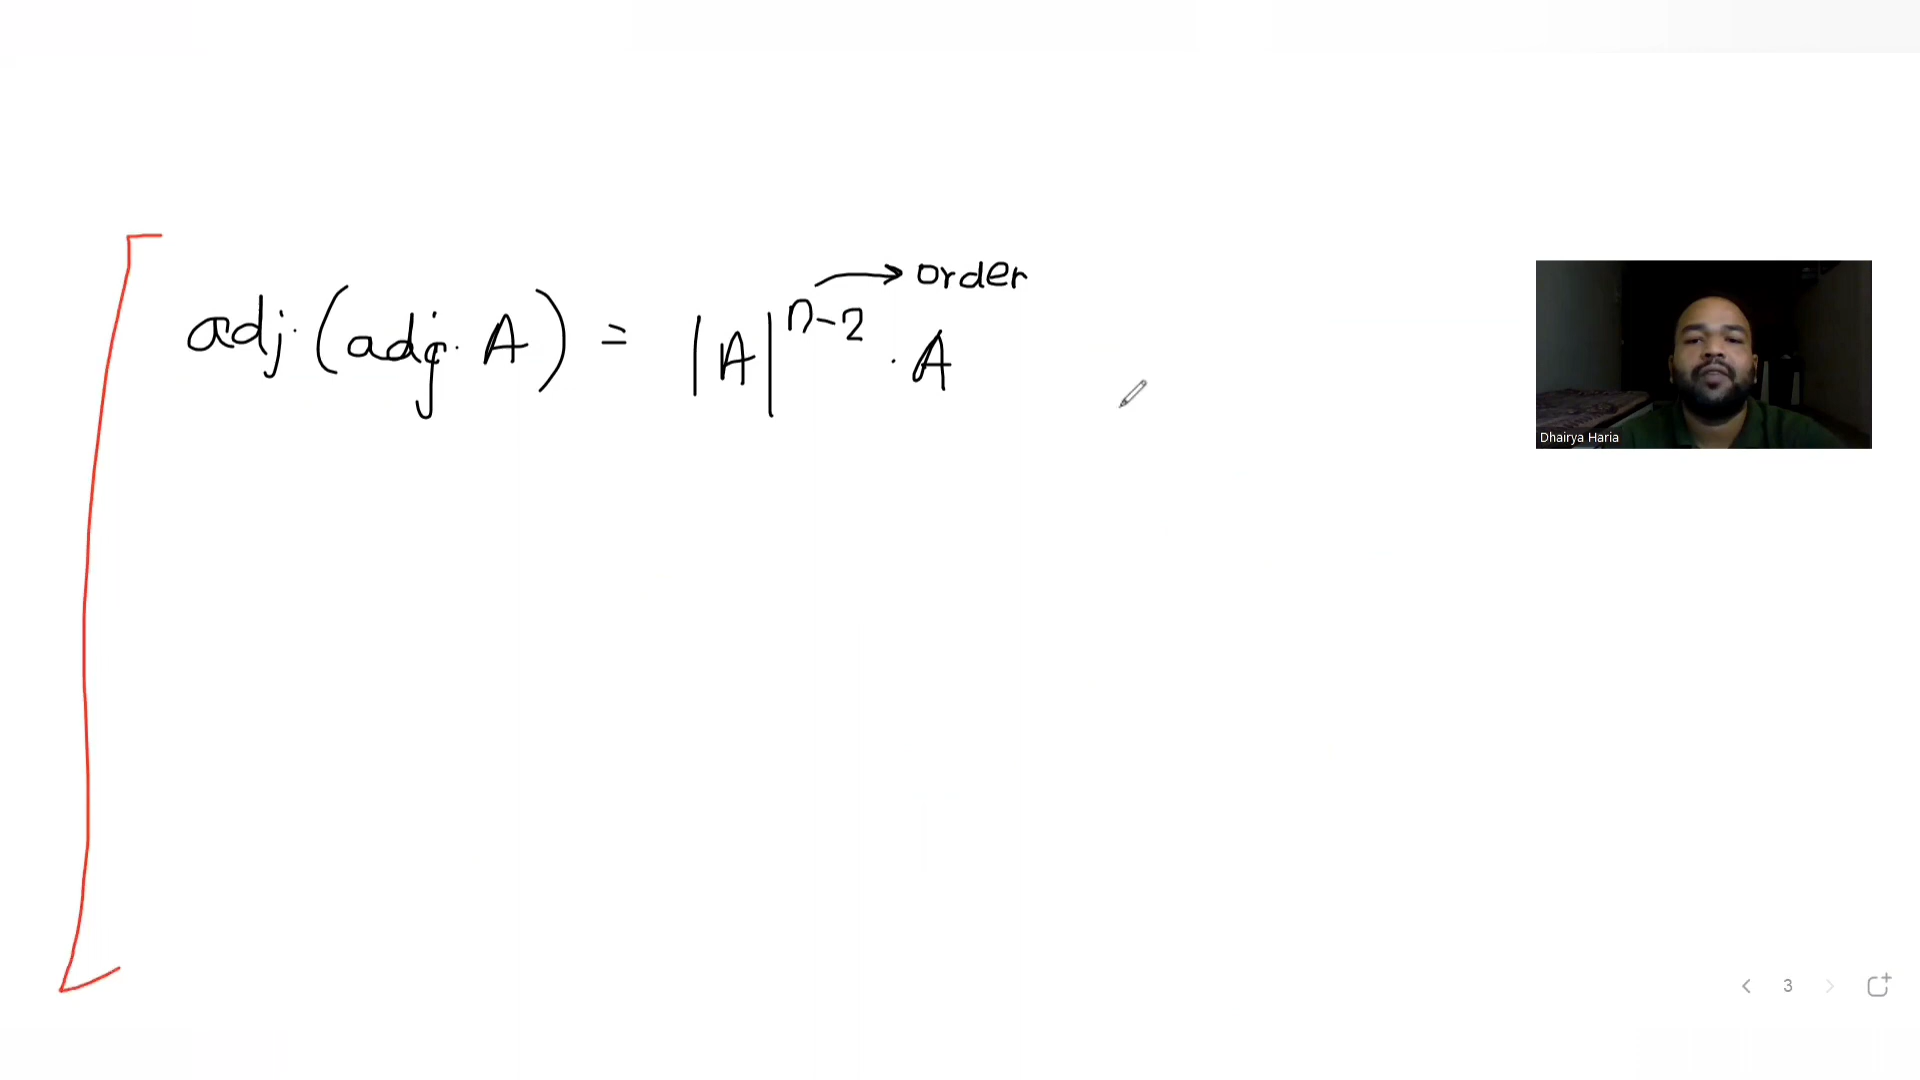 adj. (adj. A) = |A|^{n-2} . A
→ order
Dhairya Haria
3